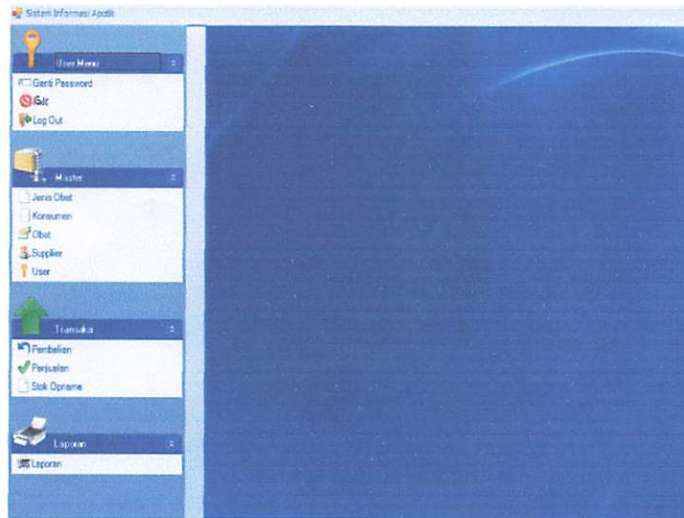 Sistem Informasi Apotik
User Menu
Ganti Password
Log Out
Master
Jenis Obat
Konsumen
Obat
Supplier
User
Transaksi
Pembelian
Penjualan
Stok Opname
Laporan
Laporan